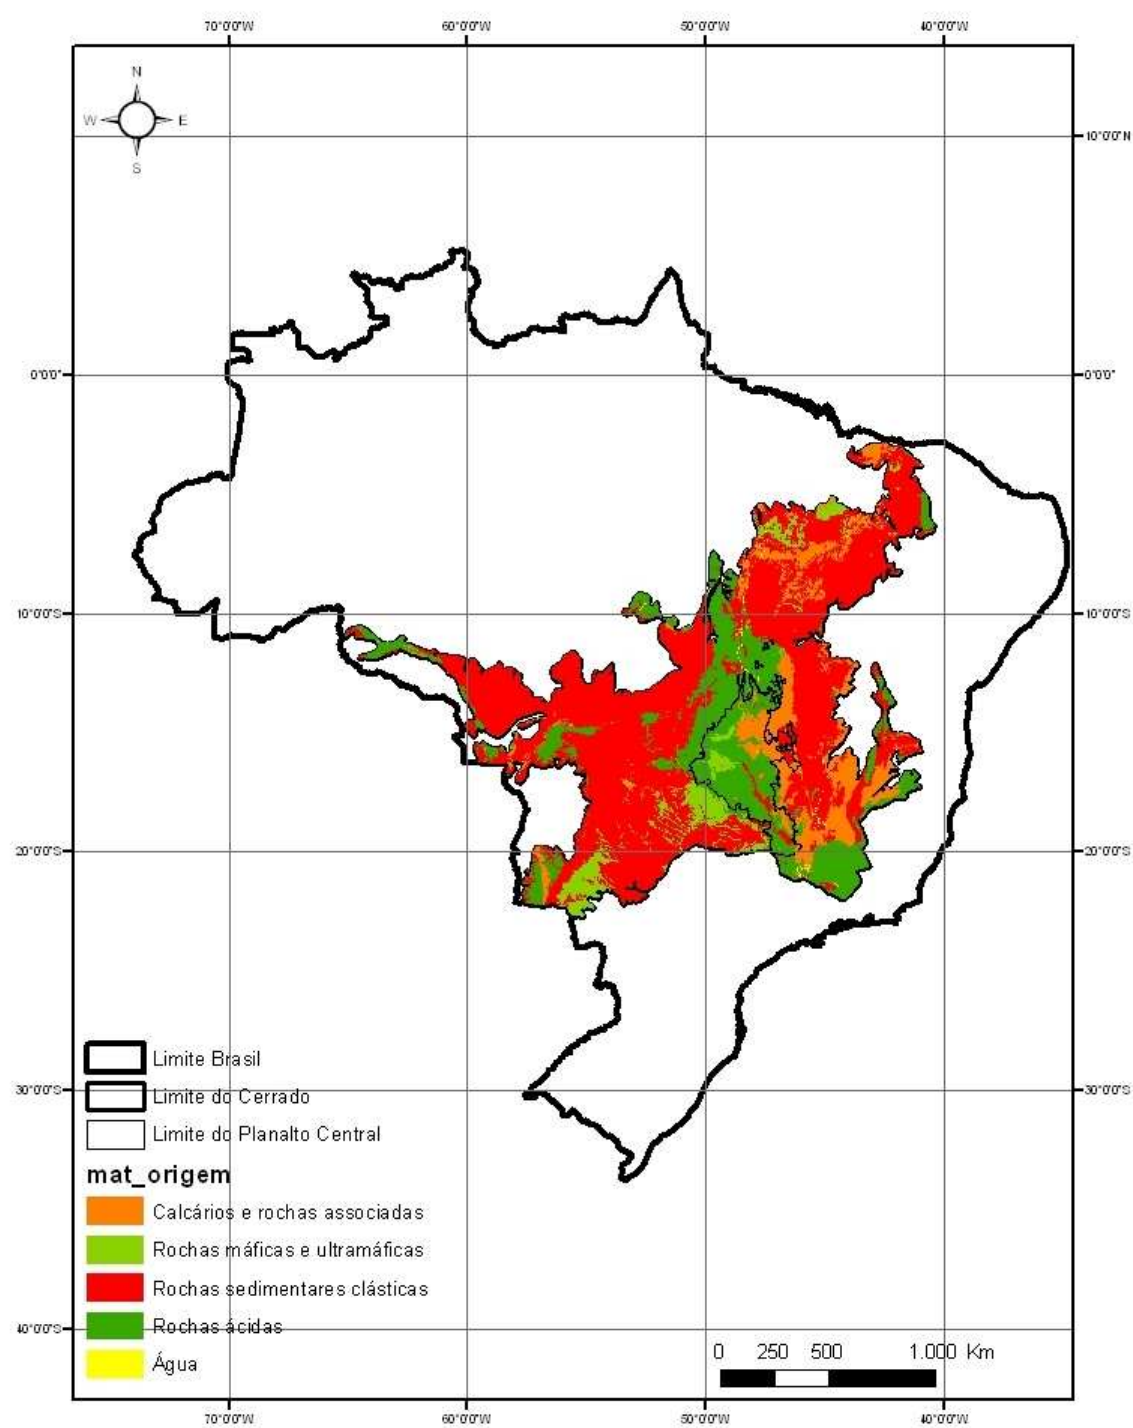 70°0'0"W 60°0'0"W 50°0'0"W 40°0'0"W
N
W E
S
10°0'0"N
0°0'0" 0°0'0"
10°0'0"S 10°0'0"S
20°0'0"S 20°0'0"S
Limite Brasil
30°0'0"S 30°0'0"S
Limite do Cerrado
Limite do Planalto Central
mat_origem
Calcários e rochas associadas
Rochas máficas e ultramáficas
Rochas sedimentares clásticas
40°0'0"S Rochas ácidas 40°0'0"S
0 250 500 1.000 Km
Água
70°0'0"W 60°0'0"W 50°0'0"W 40°0'0"W